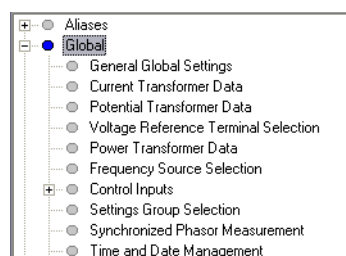 Aliases
Global
General Global Settings
Current Transformer Data
Potential Transformer Data
Voltage Reference Terminal Selection
Power Transformer Data
Frequency Source Selection
Control Inputs
Settings Group Selection
Synchronized Phasor Measurement
Time and Date Management